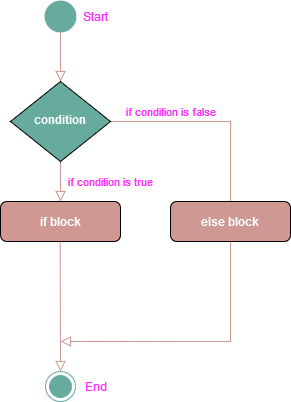 Start
condition
if condition is false
if condition is true
if block
else block
End